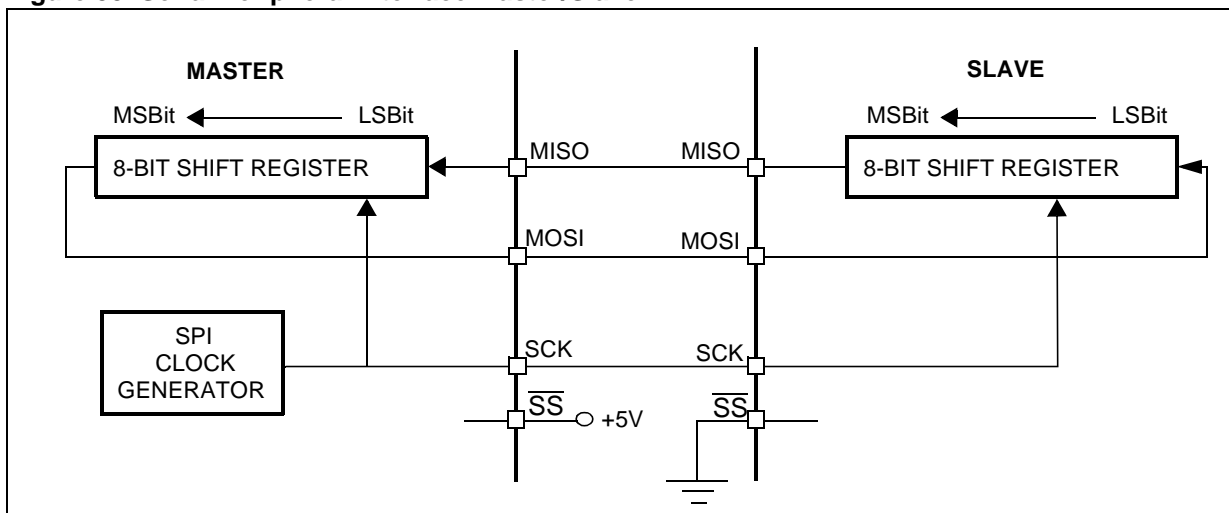 MASTER
SLAVE
MSBit LSBit
MSBit LSBit
8-BIT SHIFT REGISTER
MISO
MISO
8-BIT SHIFT REGISTER
MOSI
MOSI
SPI
CLOCK
GENERATOR
SCK
SCK
SS
+5V
SS